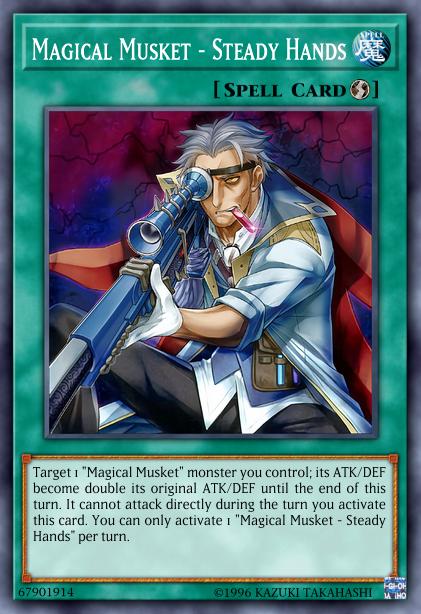 MAGICAL MUSKET - STEADY HANDS
SPELL
魔
[SPELL CARD]
Target 1 "Magical Musket" monster you control; its ATK/DEF
become double its original ATK/DEF until the end of this
turn. It cannot attack directly during the turn you activate
this card. You can only activate 1 "Magical Musket - Steady
Hands" per turn.
67901914
©1996 KAZUKI TAKAHASHI